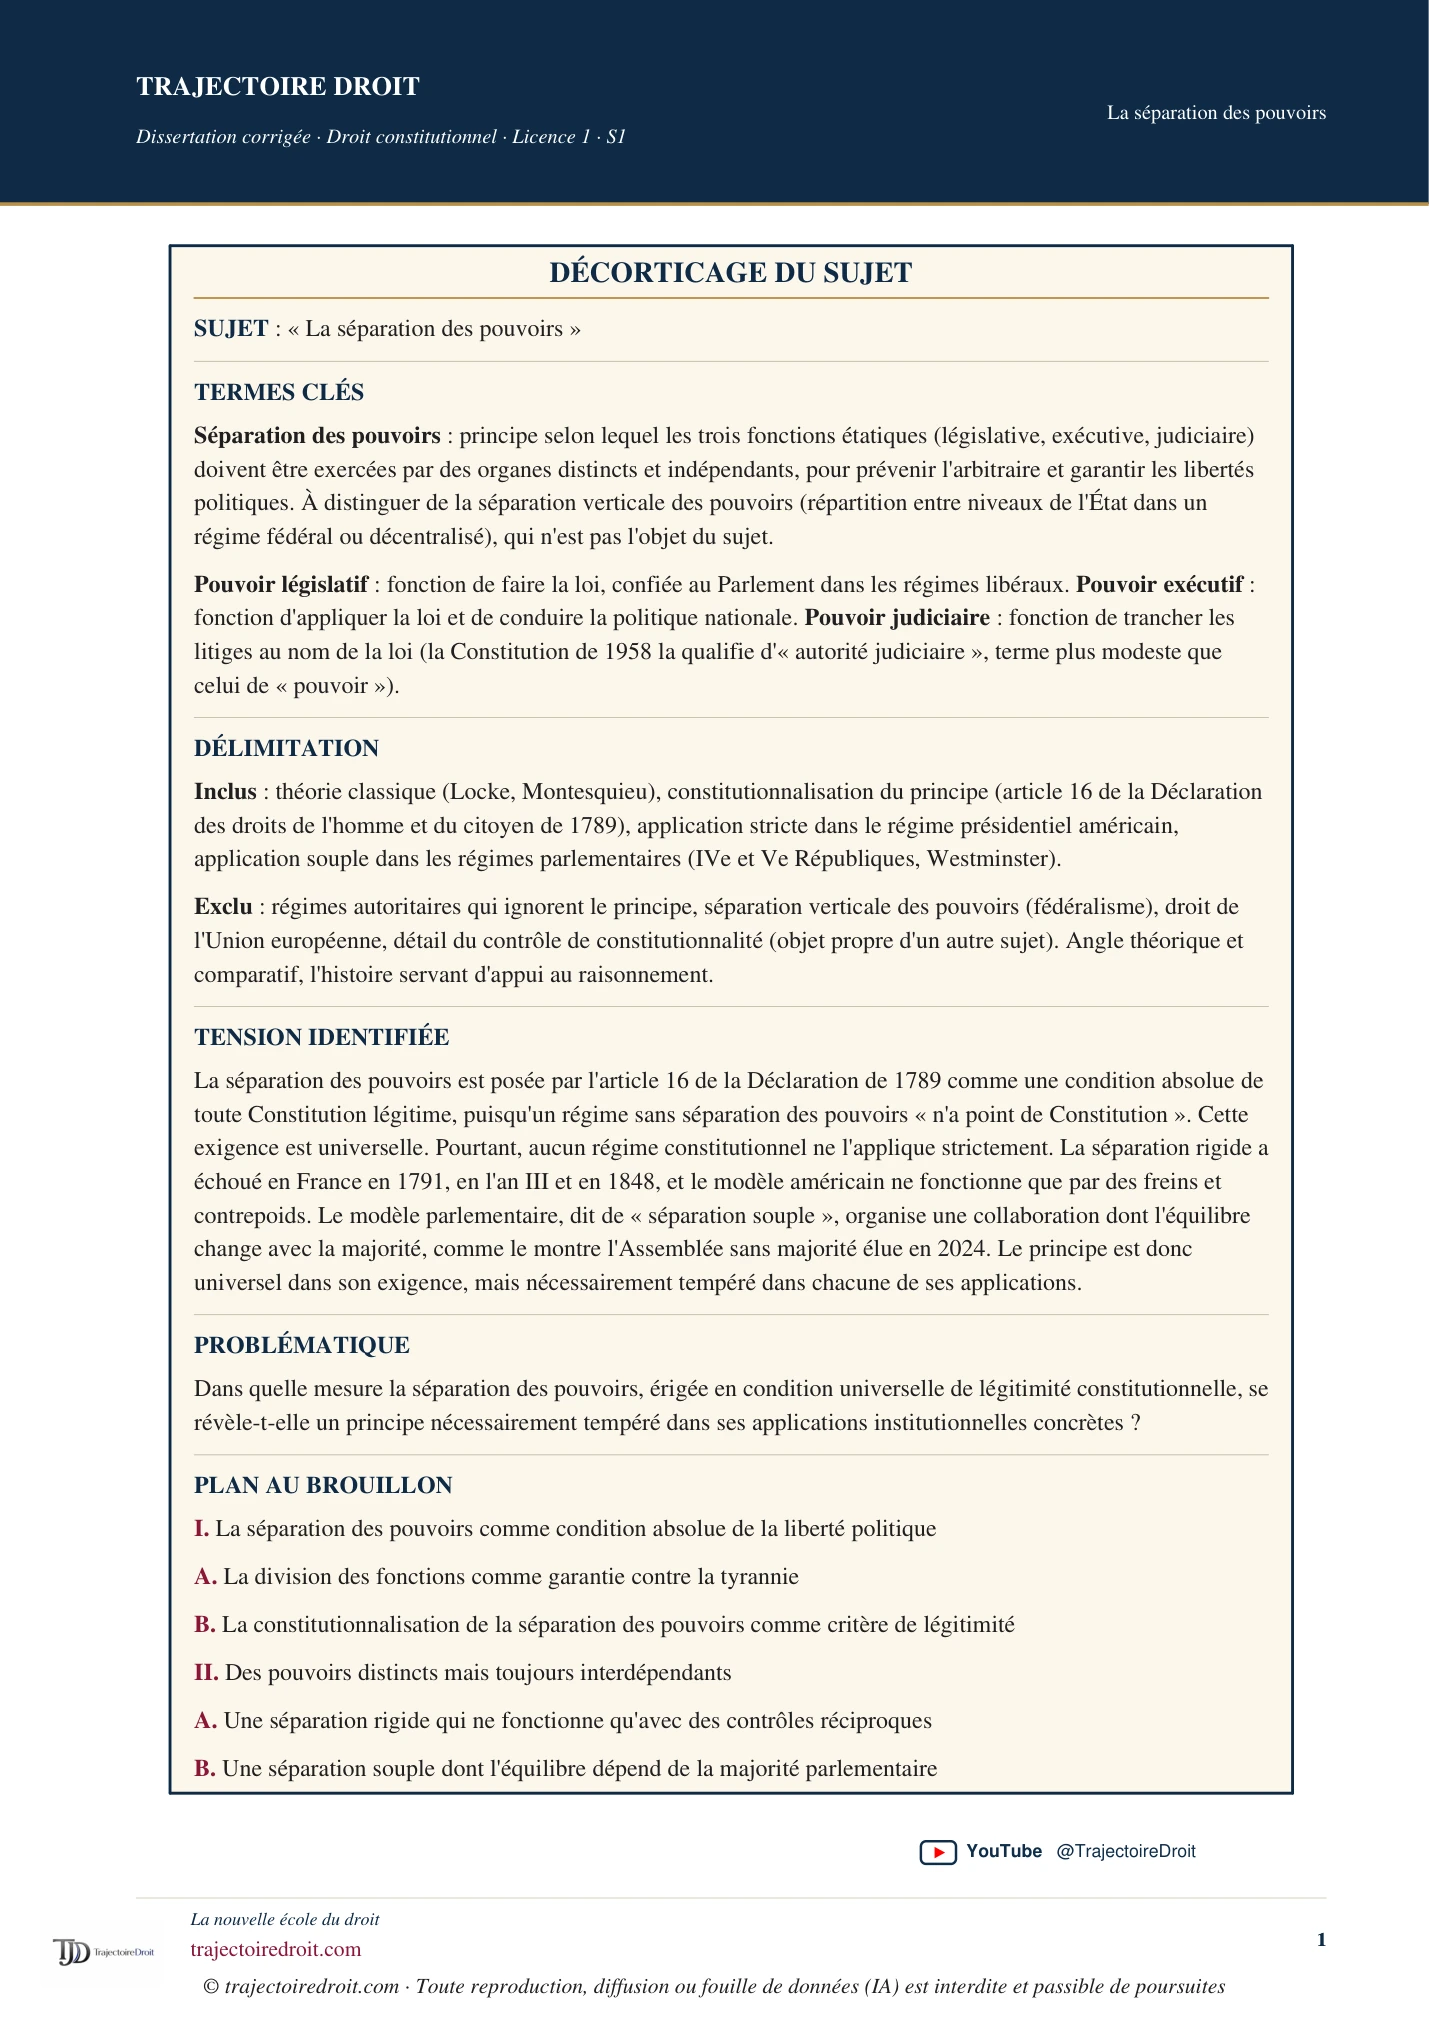 TRAJECTOIRE DROIT
Dissertation corrigée · Droit constitutionnel · Licence 1 · S1
La séparation des pouvoirs
DÉCORTICAGE DU SUJET
SUJET : « La séparation des pouvoirs »
TERMES CLÉS
Séparation des pouvoirs : principe selon lequel les trois fonctions étatiques (législative, exécutive, judiciaire)
doivent être exercées par des organes distincts et indépendants, pour prévenir l'arbitraire et garantir les libertés
politiques. À distinguer de la séparation verticale des pouvoirs (répartition entre niveaux de l'État dans un
régime fédéral ou décentralisé), qui n'est pas l'objet du sujet.
Pouvoir législatif : fonction de faire la loi, confiée au Parlement dans les régimes libéraux. Pouvoir exécutif :
fonction d'appliquer la loi et de conduire la politique nationale. Pouvoir judiciaire : fonction de trancher les
litiges au nom de la loi (la Constitution de 1958 la qualifie d'« autorité judiciaire », terme plus modeste que
celui de « pouvoir »).
DÉLIMITATION
Inclus : théorie classique (Locke, Montesquieu), constitutionnalisation du principe (article 16 de la Déclaration
des droits de l'homme et du citoyen de 1789), application stricte dans le régime présidentiel américain,
application souple dans les régimes parlementaires (IVe et Ve Républiques, Westminster).
Exclu : régimes autoritaires qui ignorent le principe, séparation verticale des pouvoirs (fédéralisme), droit de
l'Union européenne, détail du contrôle de constitutionnalité (objet propre d'un autre sujet). Angle théorique et
comparatif, l'histoire servant d'appui au raisonnement.
TENSION IDENTIFIÉE
La séparation des pouvoirs est posée par l'article 16 de la Déclaration de 1789 comme une condition absolue de
toute Constitution légitime, puisqu'un régime sans séparation des pouvoirs « n'a point de Constitution ». Cette
exigence est universelle. Pourtant, aucun régime constitutionnel ne l'applique strictement. La séparation rigide a
échoué en France en 1791, en l'an III et en 1848, et le modèle américain ne fonctionne que par des freins et
contrepoids. Le modèle parlementaire, dit de « séparation souple », organise une collaboration dont l'équilibre
change avec la majorité, comme le montre l'Assemblée sans majorité élue en 2024. Le principe est donc
universel dans son exigence, mais nécessairement tempéré dans chacune de ses applications.
PROBLÉMATIQUE
Dans quelle mesure la séparation des pouvoirs, érigée en condition universelle de légitimité constitutionnelle, se
révèle-t-elle un principe nécessairement tempéré dans ses applications institutionnelles concrètes ?
PLAN AU BROUILLON
I. La séparation des pouvoirs comme condition absolue de la liberté politique
A. La division des fonctions comme garantie contre la tyrannie
B. La constitutionnalisation de la séparation des pouvoirs comme critère de légitimité
II. Des pouvoirs distincts mais toujours interdépendants
A. Une séparation rigide qui ne fonctionne qu'avec des contrôles réciproques
B. Une séparation souple dont l'équilibre dépend de la majorité parlementaire
YouTube @TrajectoireDroit
La nouvelle école du droit
TJD TrajectoireDroit
trajectoiredroit.com
1
© trajectoiredroit.com · Toute reproduction, diffusion ou fouille de données (IA) est interdite et passible de poursuites